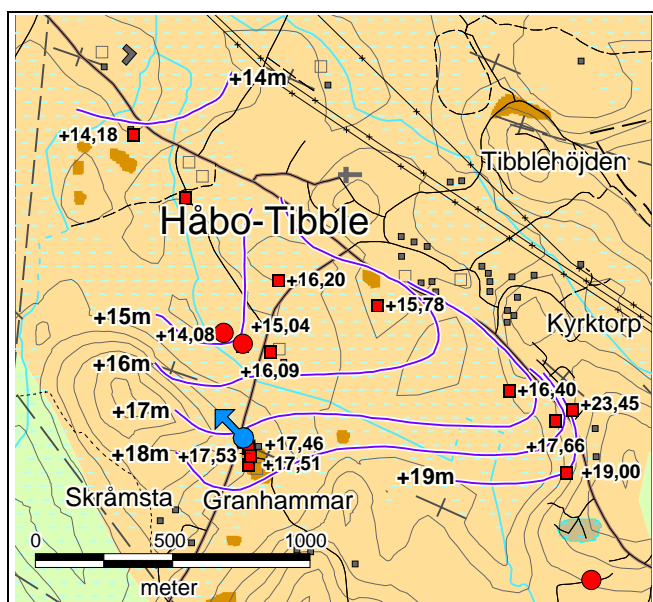 +14m
+14,18
Tibblehöjden
Håbo-Tibble
+16,20
+15,78
+15m
+14,08
+15,04
Kyrktorp
+16m
+16,09
+16,40
+23,45
+17m
+17,46
+17,66
+18m
+17,53
+17,51
+19m
+19,00
Skråmsta
Granhammar
0 500 1000
meter